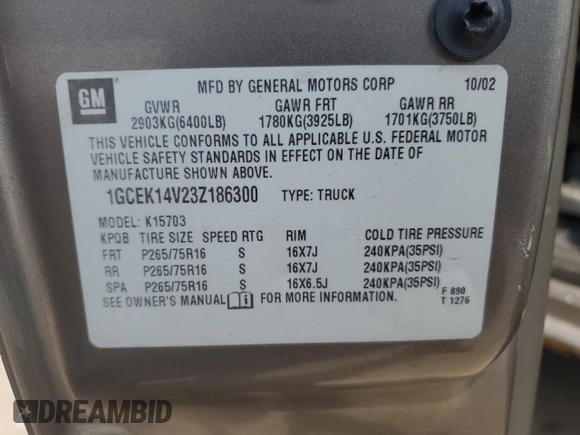 GM
MFD BY GENERAL MOTORS CORP 10/02
GVWR GAWR FRT GAWR RR
2903KG(6400LB) 1780KG(3925LB) 1701KG(3750LB)
THIS VEHICLE CONFORMS TO ALL APPLICABLE U.S. FEDERAL MOTOR
VEHICLE SAFETY STANDARDS IN EFFECT ON THE DATE OF
MANUFACTURE SHOWN ABOVE.
1GCEK14V23Z186300 TYPE: TRUCK
MODEL: K15703
KPQB TIRE SIZE SPEED RTG RIM COLD TIRE PRESSURE
FRT P265/75R16 S 16X7J 240KPA(35PSI)
RR P265/75R16 S 16X7J 240KPA(35PSI)
SPA P265/75R16 S 16X6.5J 240KPA(35PSI)
SEE OWNER'S MANUAL FOR MORE INFORMATION.
F 890
T 1276
DREAMBID